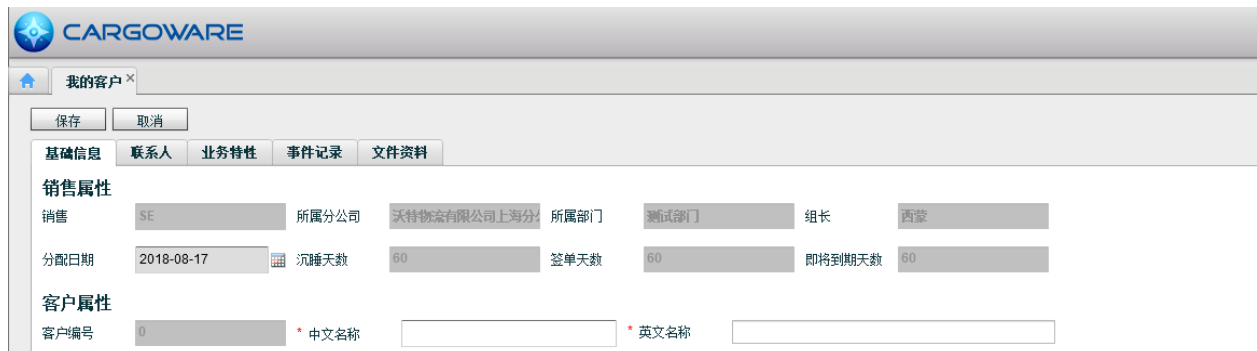 CARGOWARE
我的客户 ×
保存 取消
基础信息 联系人 业务特性 事件记录 文件资料
销售属性
销售 SE 所属分公司 沃特物流有限公司上海分公 所属部门 测试部门 组长 西蒙
分配日期 2018-08-17 沉睡天数 60 签单天数 60 即将到期天数 60
客户属性
客户编号 0 * 中文名称 * 英文名称